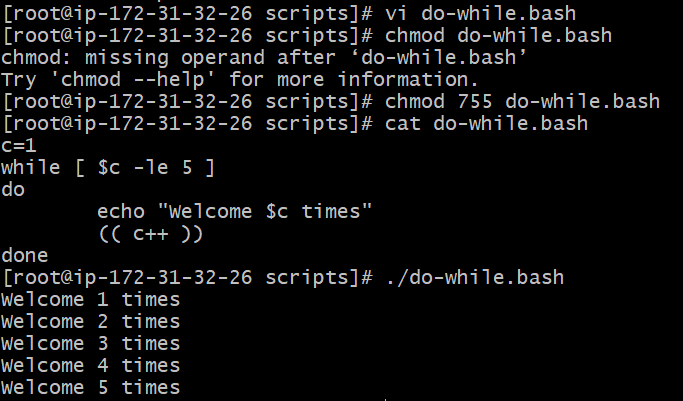 [root@ip-172-31-32-26 scripts]# vi do-while.bash
[root@ip-172-31-32-26 scripts]# chmod do-while.bash
chmod: missing operand after ‘do-while.bash’
Try 'chmod --help' for more information.
[root@ip-172-31-32-26 scripts]# chmod 755 do-while.bash
[root@ip-172-31-32-26 scripts]# cat do-while.bash
c=1
while [ $c -le 5 ]
do
        echo "Welcome $c times"
        (( c++ ))
done
[root@ip-172-31-32-26 scripts]# ./do-while.bash
Welcome 1 times
Welcome 2 times
Welcome 3 times
Welcome 4 times
Welcome 5 times